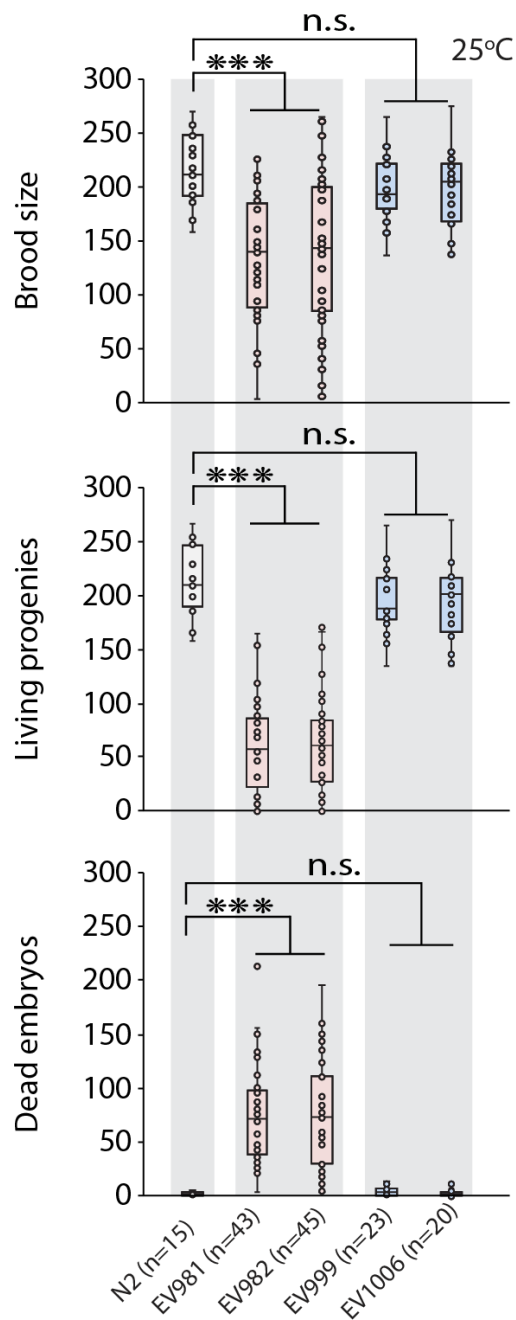 n.s.
25°C
***
300
250
200
150
100
50
0
Brood size
n.s.
***
300
250
200
150
100
50
0
Living progenies
n.s.
***
300
250
200
150
100
50
0
Dead embryos
N2 (n=15)
EV981 (n=43)
EV982 (n=45)
EV999 (n=23)
EV1006 (n=20)